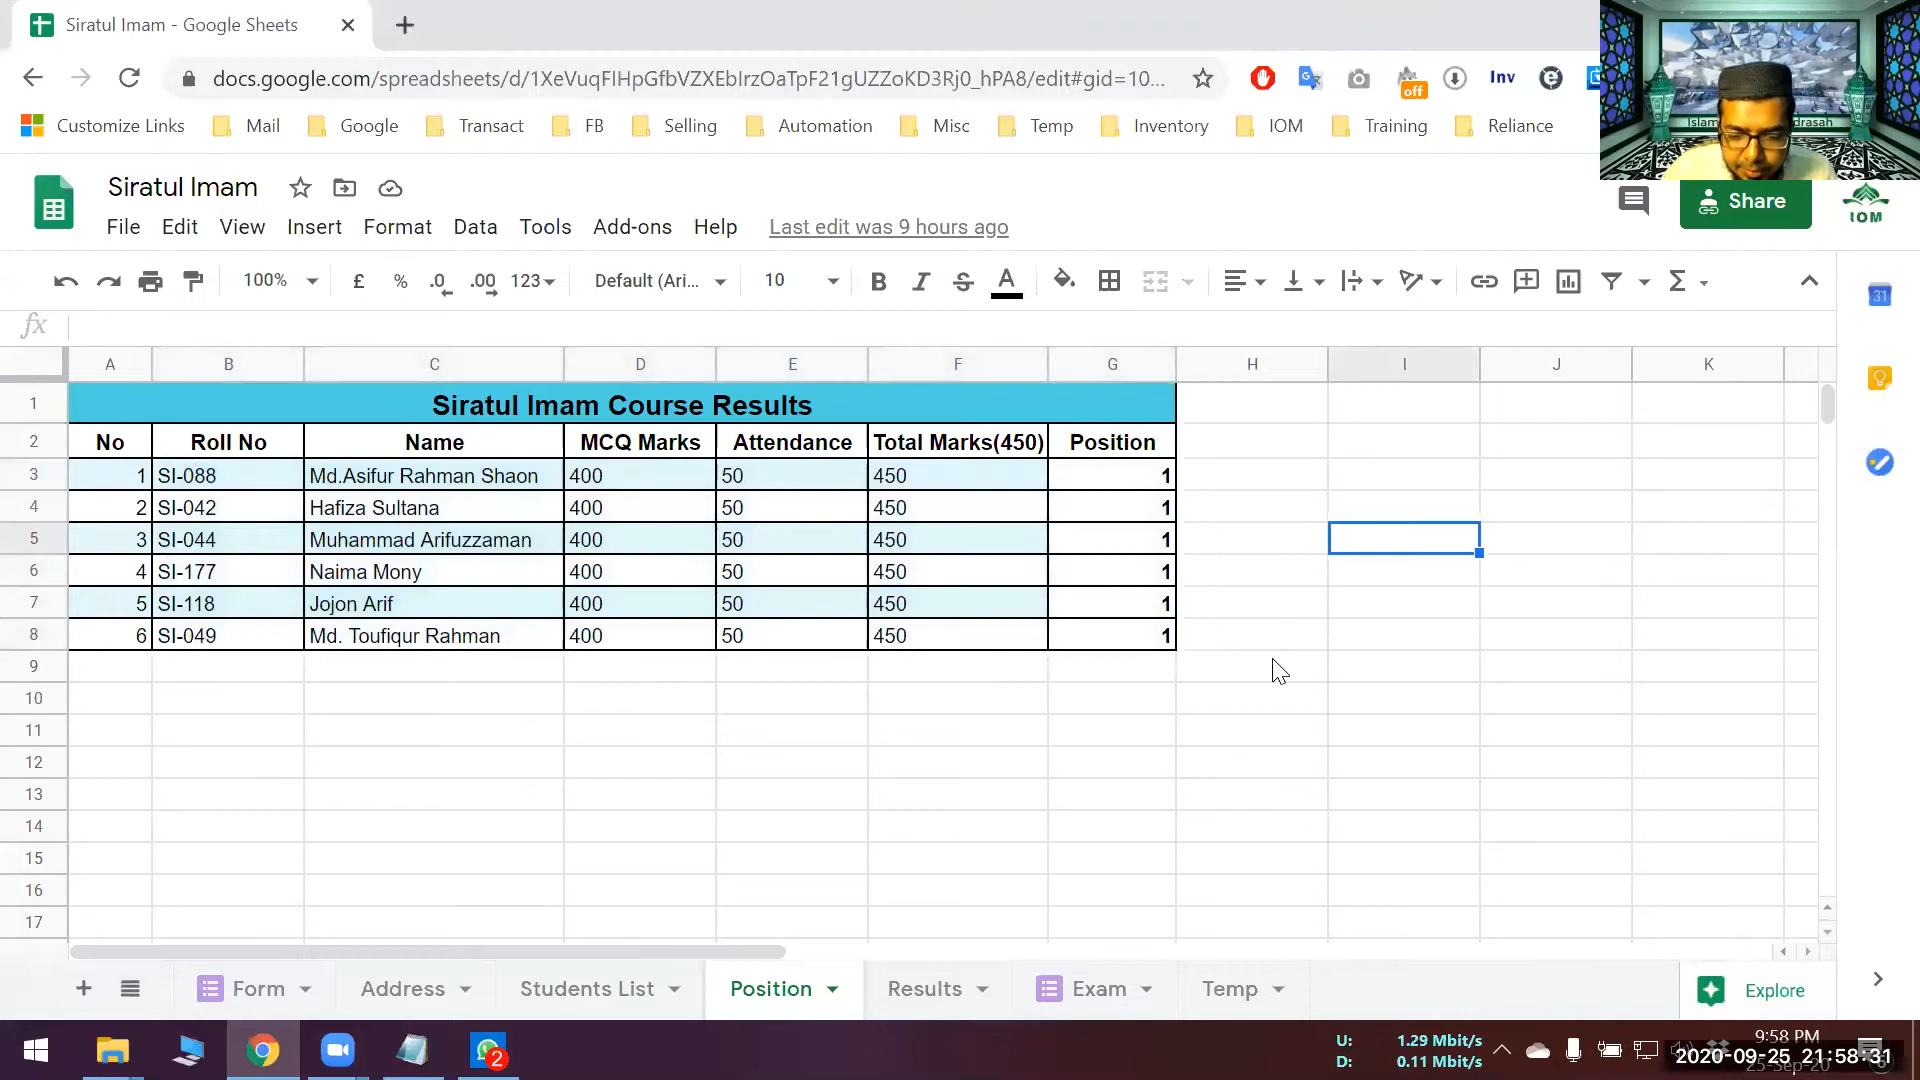 Siratul Imam - Google Sheets
docs.google.com/spreadsheets/d/1XeVuqFIHpGfbVZXEbIrzOaTpF21gUZZoKD3Rj0_hPA8/edit#gid=10...
off
Inv
Customize Links Mail Google Transact FB Selling Automation Misc Temp Inventory IOM Training Reliance
Siratul Imam
Share
IOM
File Edit View Insert Format Data Tools Add-ons Help Last edit was 9 hours ago
100% £ % .0 .00 123 Default (Ari... 10 B I S A Σ
31
fx
A B C D E F G H I J K
1 Siratul Imam Course Results
2 No Roll No Name MCQ Marks Attendance Total Marks(450) Position
3 1 SI-088 Md.Asifur Rahman Shaon 400 50 450 1
4 2 SI-042 Hafiza Sultana 400 50 450 1
5 3 SI-044 Muhammad Arifuzzaman 400 50 450 1
6 4 SI-177 Naima Mony 400 50 450 1
7 5 SI-118 Jojon Arif 400 50 450 1
8 6 SI-049 Md. Toufiqur Rahman 400 50 450 1
9
10
11
12
13
14
15
16
17
Form Address Students List Position Results Exam Temp Explore
2
U: 1.29 Mbit/s
D: 0.11 Mbit/s
9:58 PM
2020-09-25 21:58:31
25-Sep-20